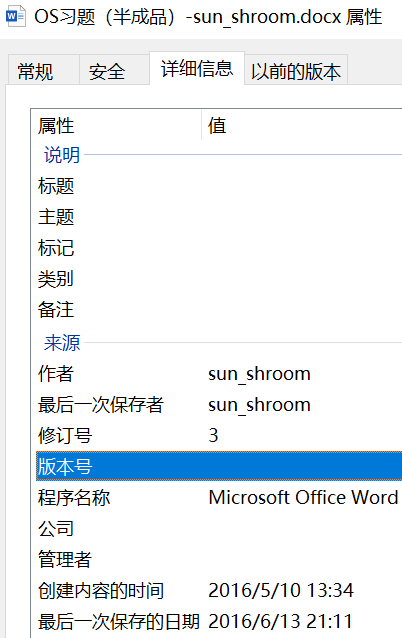 OS习题（半成品）-sun_shroom.docx 属性
常规 安全 详细信息 以前的版本
属性 值
说明
标题
主题
标记
类别
备注
来源
作者 sun_shroom
最后一次保存者 sun_shroom
修订号 3
版本号
程序名称 Microsoft Office Word
公司
管理者
创建内容的时间 2016/5/10 13:34
最后一次保存的日期 2016/6/13 21:11